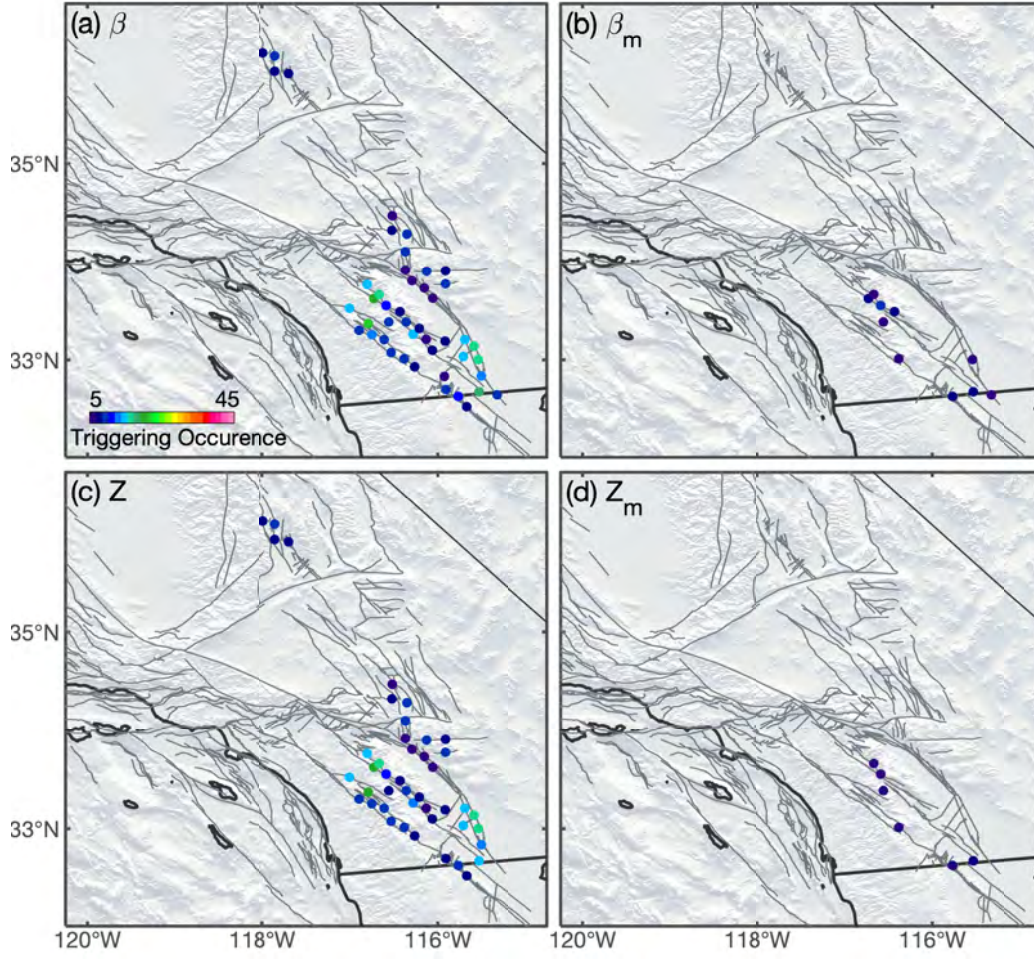 (a) β
(b) βm
35°N
33°N
5 45
Triggering Occurence
(c) Z
(d) Zm
35°N
33°N
120°W 118°W 116°W 120°W 118°W 116°W